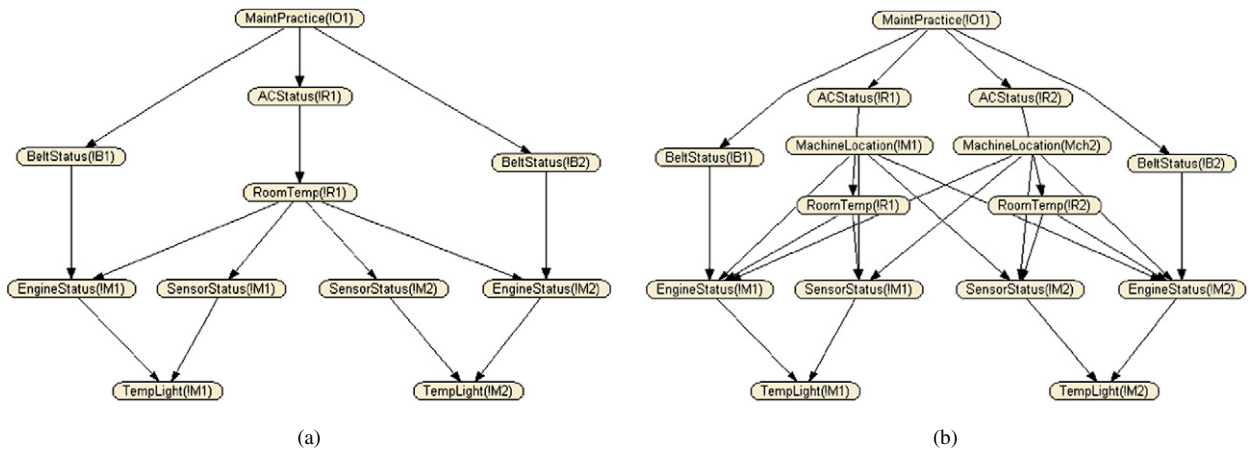 MaintPractice(!O1)
ACStatus(!R1)
BeltStatus(!B1)
BeltStatus(!B2)
RoomTemp(!R1)
EngineStatus(!M1)
SensorStatus(!M1)
SensorStatus(!M2)
EngineStatus(!M2)
TempLight(!M1)
TempLight(!M2)
(a)
MaintPractice(!O1)
ACStatus(!R1)
ACStatus(!R2)
MachineLocation(!M1)
MachineLocation(Mch2)
BeltStatus(!B1)
BeltStatus(!B2)
RoomTemp(!R1)
RoomTemp(!R2)
EngineStatus(!M1)
SensorStatus(!M1)
SensorStatus(!M2)
EngineStatus(!M2)
TempLight(!M1)
TempLight(!M2)
(b)